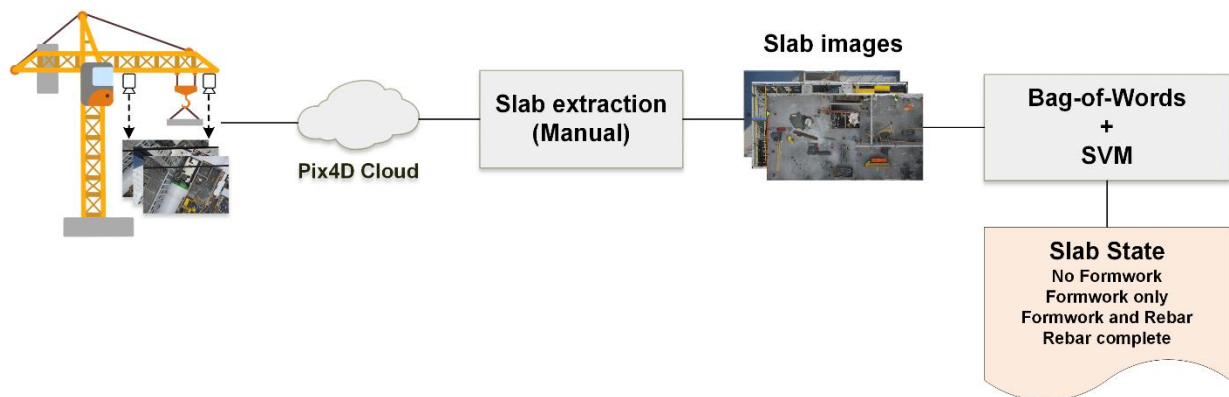 Pix4D Cloud
Slab extraction
(Manual)
Slab images
Bag-of-Words
+
SVM
Slab State
No Formwork
Formwork only
Formwork and Rebar
Rebar complete